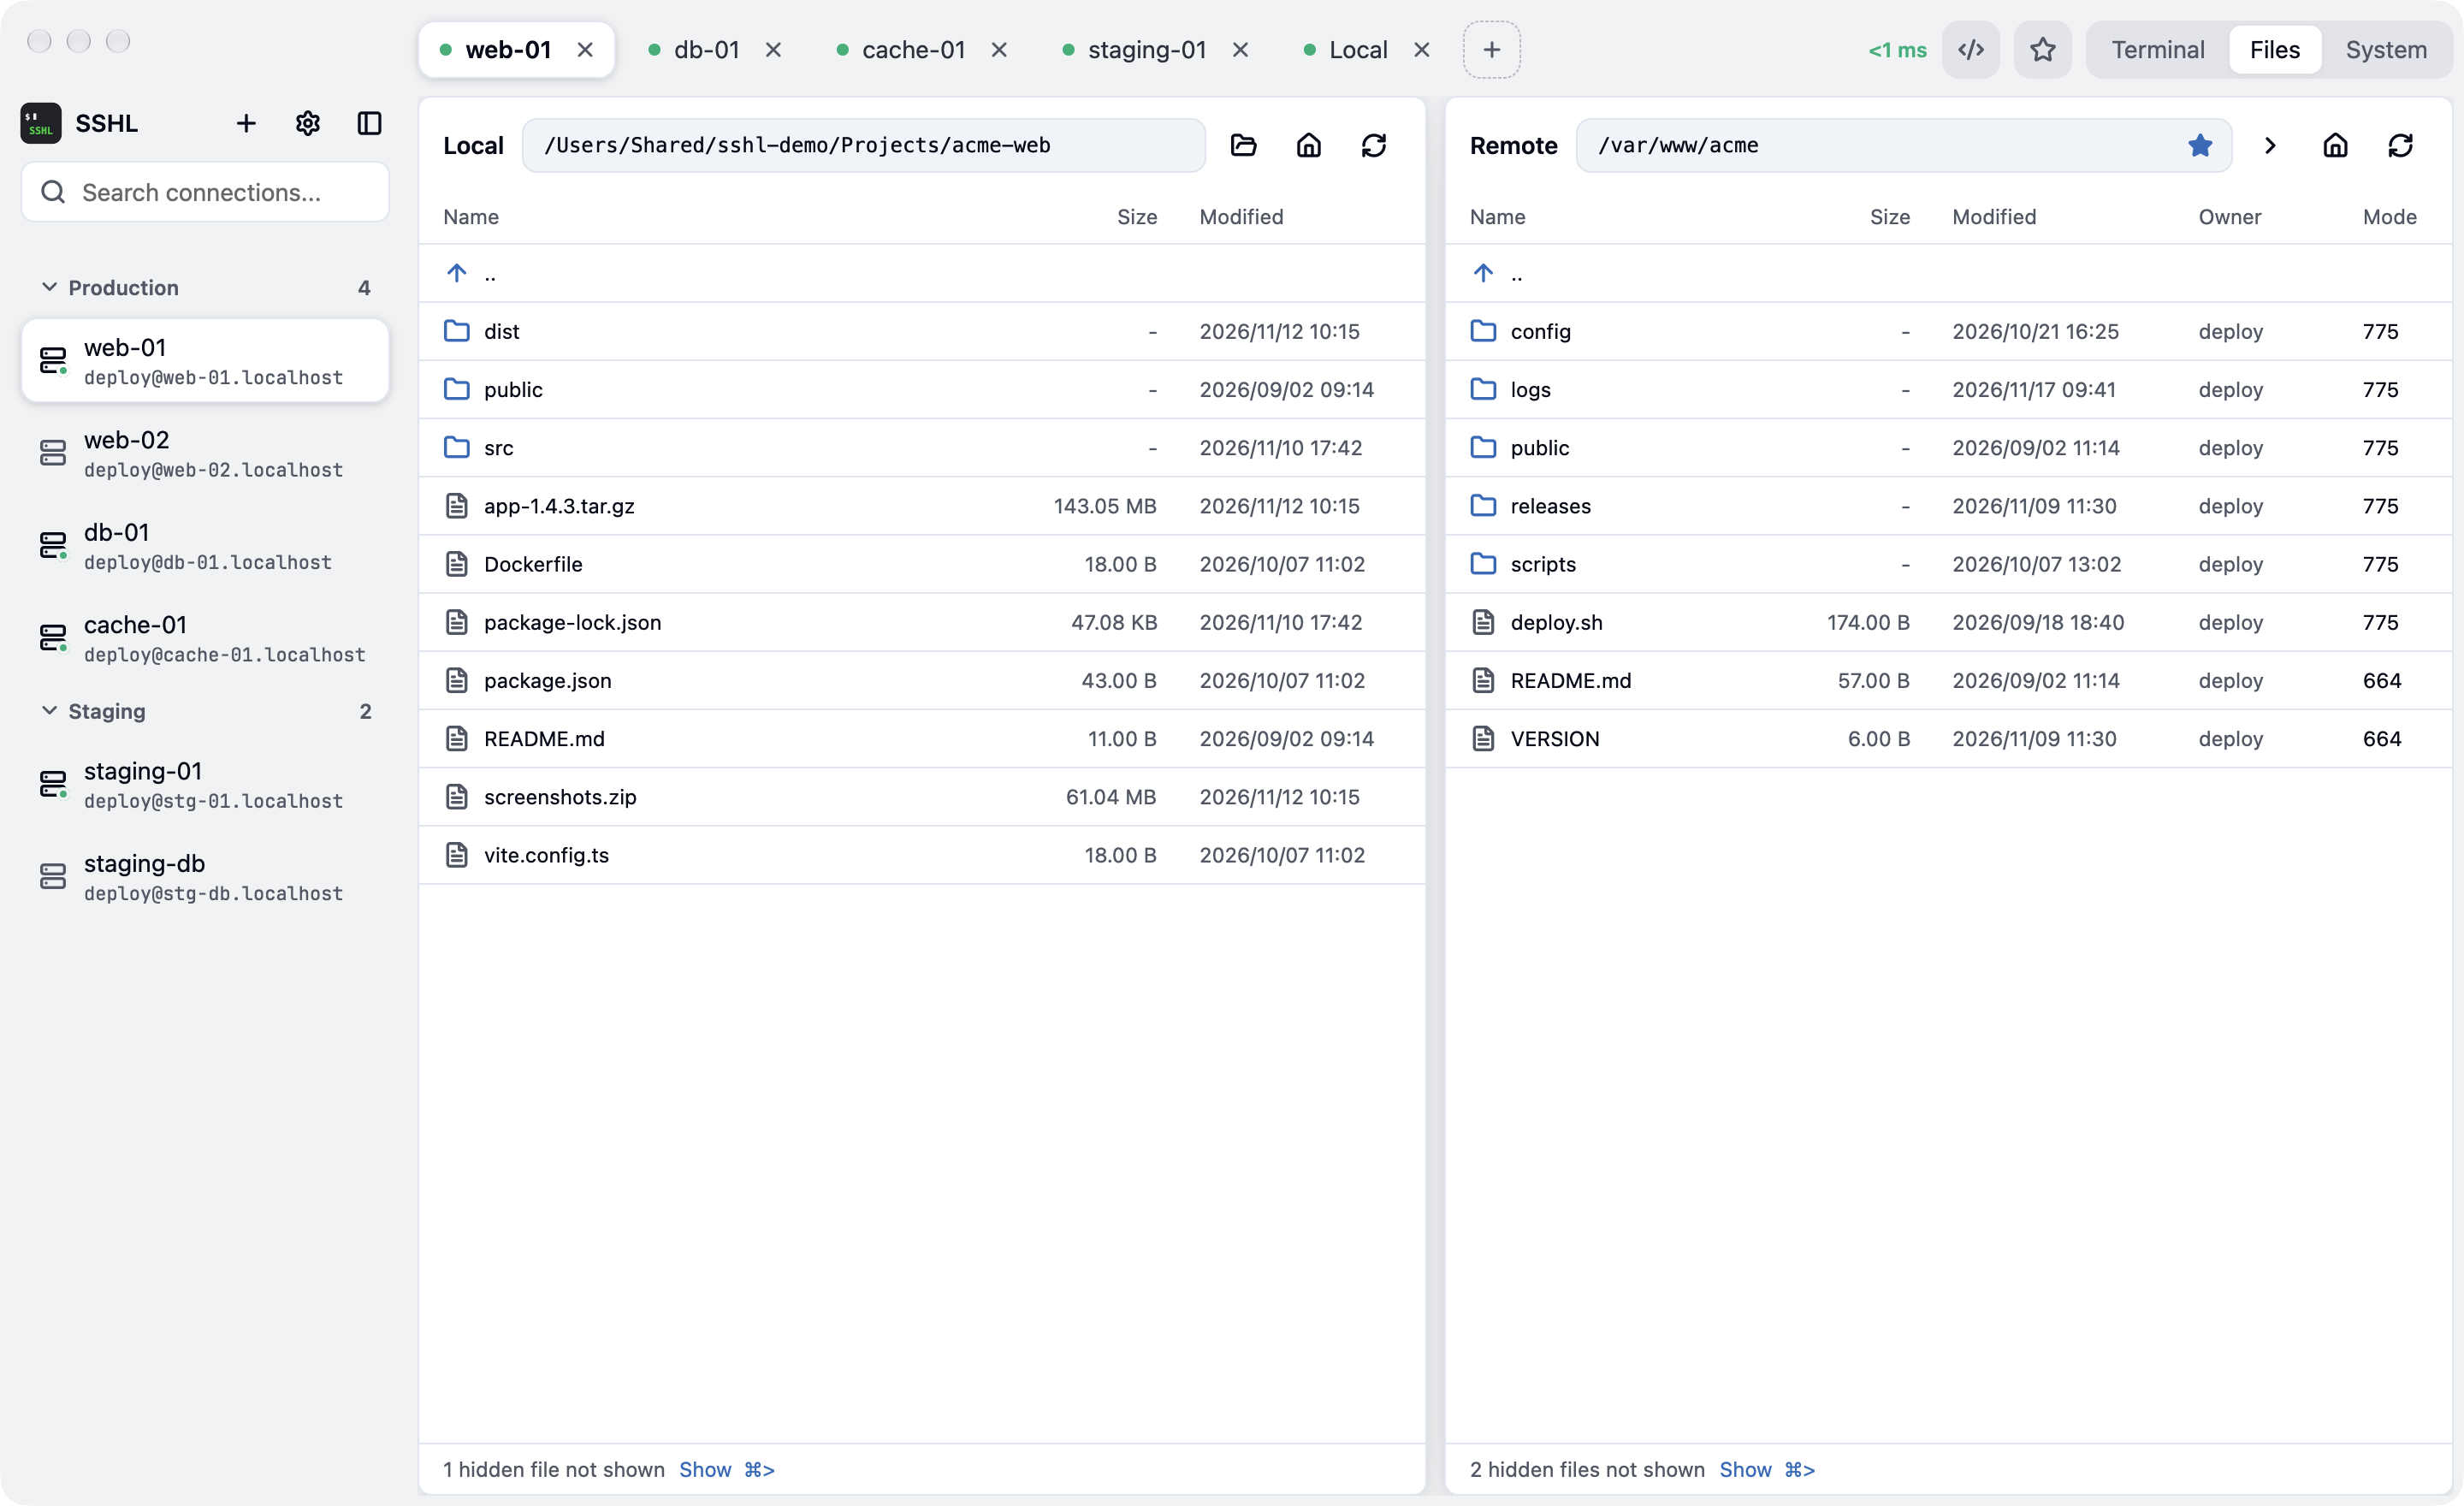 web-01
db-01
cache-01
staging-01
Local
<1 ms
Terminal
Files
System
$
SSHL
SSHL
Search connections...
Production 4
web-01
deploy@web-01.localhost
web-02
deploy@web-02.localhost
db-01
deploy@db-01.localhost
cache-01
deploy@cache-01.localhost
Staging 2
staging-01
deploy@stg-01.localhost
staging-db
deploy@stg-db.localhost
Local /Users/Shared/sshl-demo/Projects/acme-web
Name Size Modified
..
dist - 2026/11/12 10:15
public - 2026/09/02 09:14
src - 2026/11/10 17:42
app-1.4.3.tar.gz 143.05 MB 2026/11/12 10:15
Dockerfile 18.00 B 2026/10/07 11:02
package-lock.json 47.08 KB 2026/11/10 17:42
package.json 43.00 B 2026/10/07 11:02
README.md 11.00 B 2026/09/02 09:14
screenshots.zip 61.04 MB 2026/11/12 10:15
vite.config.ts 18.00 B 2026/10/07 11:02
1 hidden file not shown Show ⌘>
Remote /var/www/acme
Name Size Modified Owner Mode
..
config - 2026/10/21 16:25 deploy 775
logs - 2026/11/17 09:41 deploy 775
public - 2026/09/02 11:14 deploy 775
releases - 2026/11/09 11:30 deploy 775
scripts - 2026/10/07 13:02 deploy 775
deploy.sh 174.00 B 2026/09/18 18:40 deploy 775
README.md 57.00 B 2026/09/02 11:14 deploy 664
VERSION 6.00 B 2026/11/09 11:30 deploy 664
2 hidden files not shown Show ⌘>